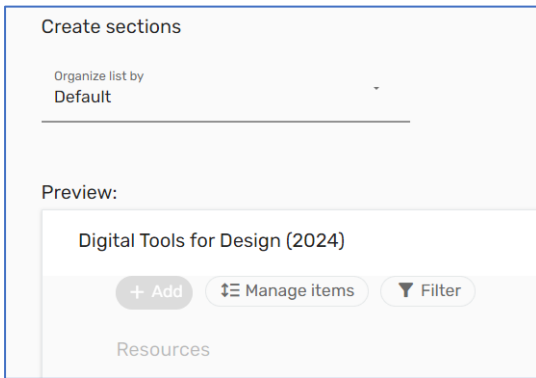 Create sections
Organize list by
Default
Preview:
Digital Tools for Design (2024)
+ Add Manage items Filter
Resources